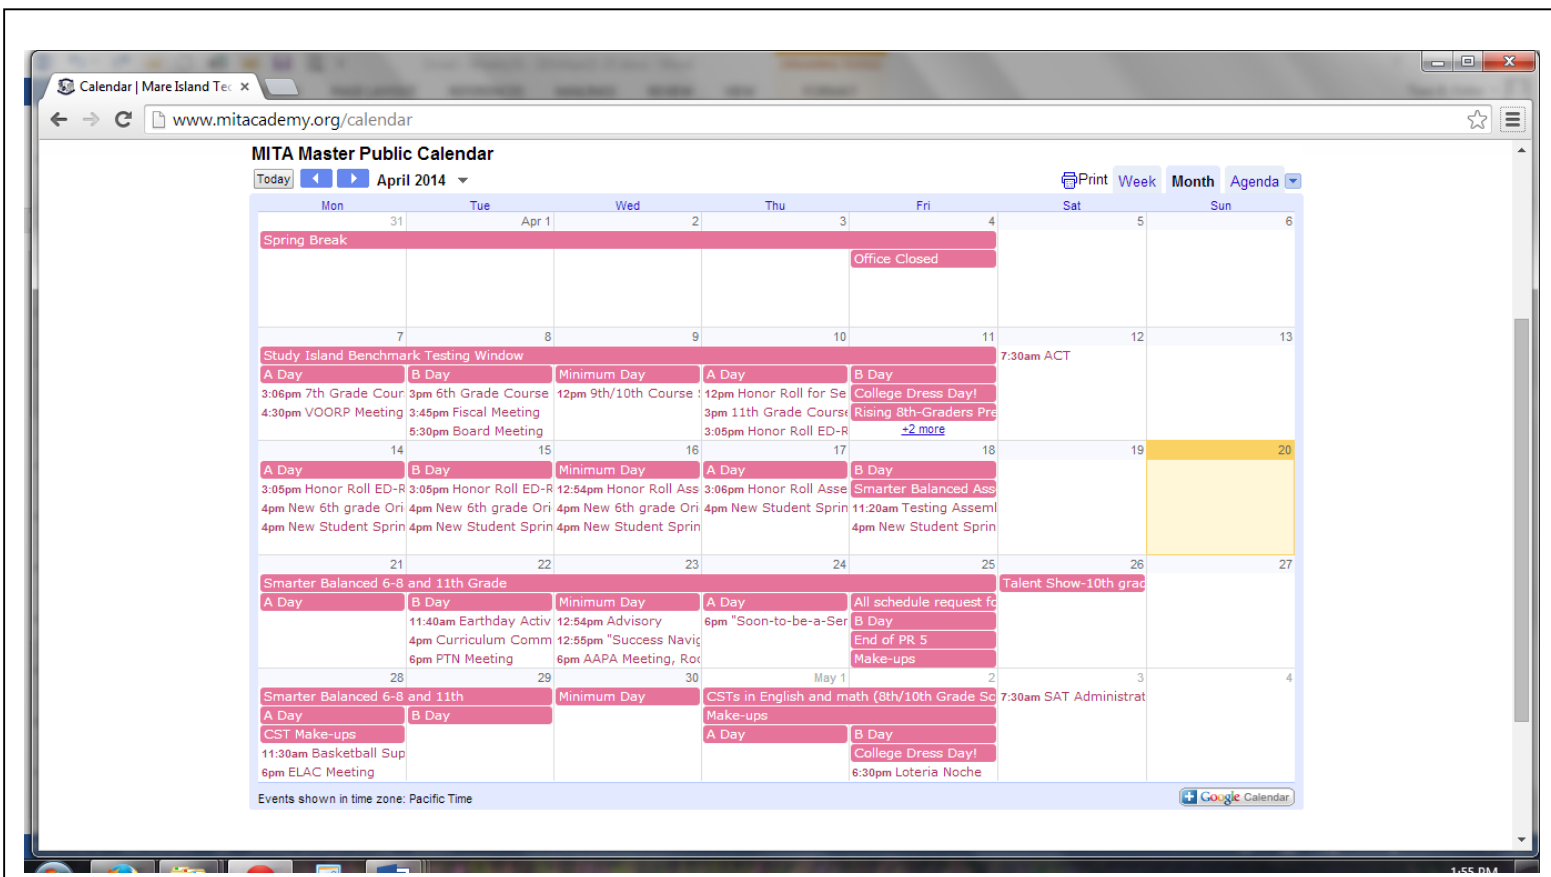 Calendar | Mare Island Tec
www.mitacademy.org/calendar
MITA Master Public Calendar
Today April 2014 Print Week Month Agenda
Mon Tue Wed Thu Fri Sat Sun
31 Apr 1 2 3 4 5 6
Spring Break
Office Closed
7 8 9 10 11 12 13
Study Island Benchmark Testing Window 7:30am ACT
A Day B Day Minimum Day A Day B Day
3:06pm 7th Grade Cour 3pm 6th Grade Course 12pm 9th/10th Course 12pm Honor Roll for Se College Dress Day!
4:30pm VOORP Meeting 3:45pm Fiscal Meeting 3pm 11th Grade Course Rising 8th-Graders Pre
5:30pm Board Meeting 3:05pm Honor Roll ED-R +2 more
14 15 16 17 18 19 20
A Day B Day Minimum Day A Day B Day
3:05pm Honor Roll ED-R 3:05pm Honor Roll ED-R 12:54pm Honor Roll Ass 3:06pm Honor Roll Asse Smarter Balanced Ass
4pm New 6th grade Ori 4pm New 6th grade Ori 4pm New 6th grade Ori 4pm New Student Sprin 11:20am Testing Asseml
4pm New Student Sprin 4pm New Student Sprin 4pm New Student Sprin 4pm New Student Sprin
21 22 23 24 25 26 27
Smarter Balanced 6-8 and 11th Grade Talent Show-10th grad
A Day B Day Minimum Day A Day All schedule request fo
11:40am Earthday Activ 12:54pm Advisory 6pm "Soon-to-be-a-Ser B Day
4pm Curriculum Comm 12:55pm "Success Navig End of PR 5
6pm PTN Meeting 6pm AAPA Meeting, Roo Make-ups
28 29 30 May 1 2 3 4
Smarter Balanced 6-8 and 11th Minimum Day CSTs in English and math (8th/10th Grade Sc 7:30am SAT Administrat
A Day B Day Make-ups
CST Make-ups A Day B Day
11:30am Basketball Sup College Dress Day!
6pm ELAC Meeting 6:30pm Loteria Noche
Events shown in time zone: Pacific Time Google Calendar
1:55 PM